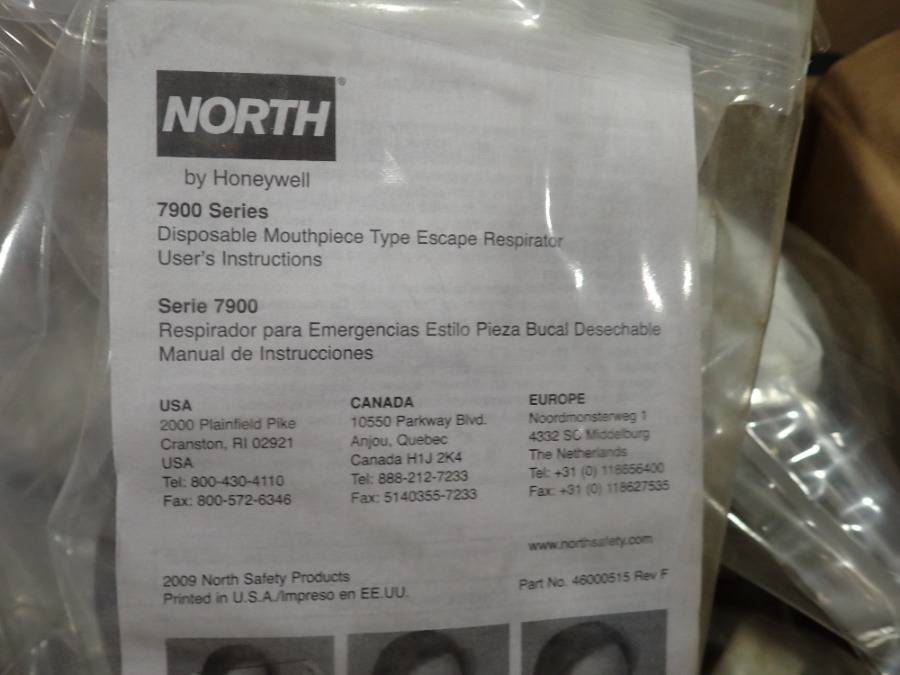 NORTH®
by Honeywell
7900 Series
Disposable Mouthpiece Type Escape Respirator
User's Instructions
Serie 7900
Respirador para Emergencias Estilo Pieza Bucal Desechable
Manual de Instrucciones
USA
2000 Plainfield Pike
Cranston, RI 02921
USA
Tel: 800-430-4110
Fax: 800-572-6346
CANADA
10550 Parkway Blvd.
Anjou, Quebec
Canada H1J 2K4
Tel: 888-212-7233
Fax: 5140355-7233
EUROPE
Noordmonsterweg 1
4332 SC Middelburg
The Netherlands
Tel: +31 (0) 118656400
Fax: +31 (0) 118627535
www.northsafety.com
2009 North Safety Products
Printed in U.S.A./Impreso en EE.UU.
Part No. 46000515 Rev F